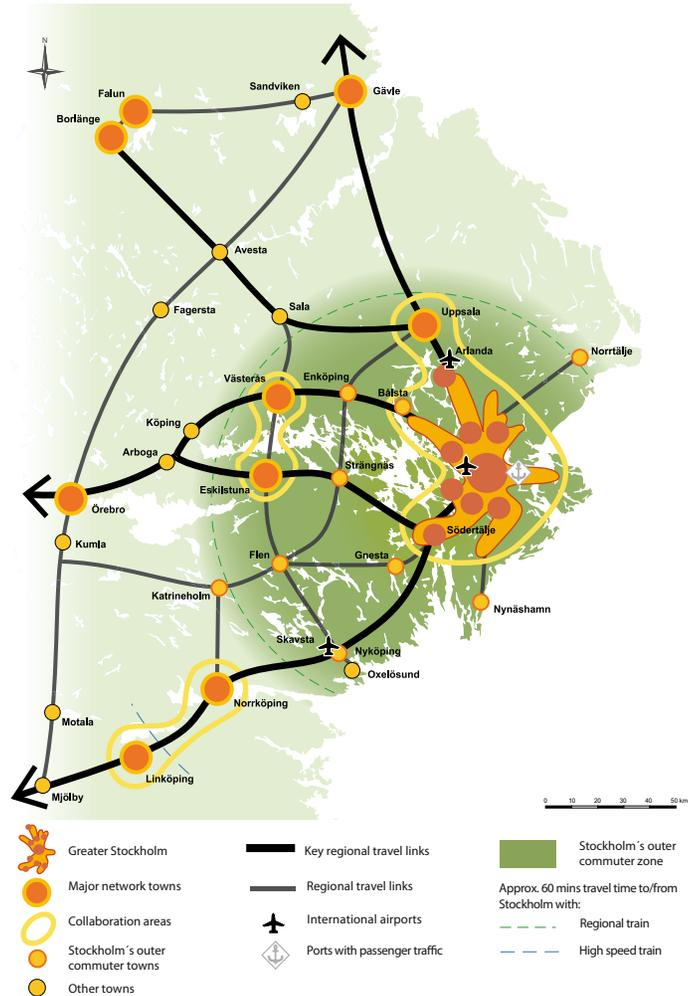 N
Sandviken
Gävle
Falun
Borlänge
Avesta
Fagersta
Sala
Uppsala
Arlanda
Norrtälje
Västerås
Enköping
Bålsta
Köping
Arboga
Strängnäs
Eskilstuna
Örebro
Södertälje
Kumla
Flen
Gnesta
Katrineholm
Nynäshamn
Skavsta
Nyköping
Oxelösund
Norrköping
Motala
Linköping
Mjölby
0 10 20 30 40 50 km
Greater Stockholm
Major network towns
Collaboration areas
Stockholm´s outer
commuter towns
Other towns
Key regional travel links
Regional travel links
International airports
Ports with passenger traffic
Stockholm´s outer
commuter zone
Approx. 60 mins travel time to/from
Stockholm with:
Regional train
High speed train